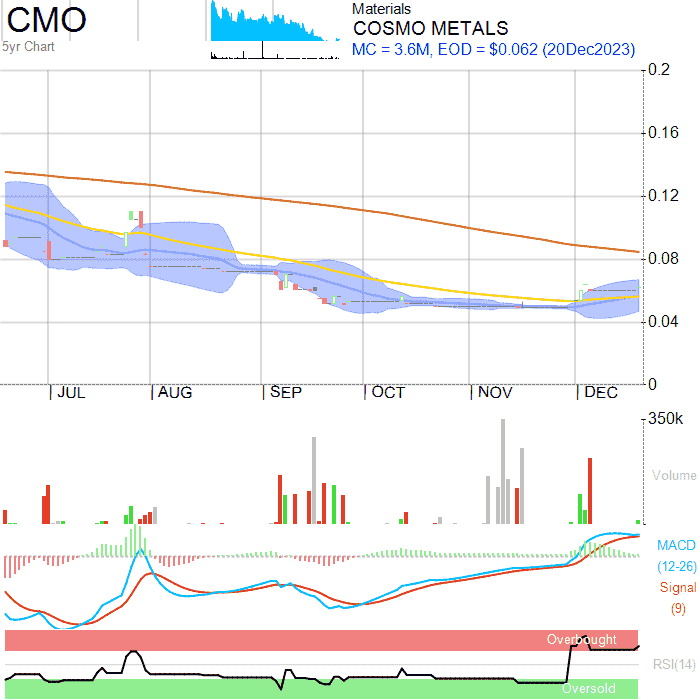 CMO
5yr Chart
Materials
COSMO METALS
MC = 3.6M, EOD = $0.062 (20Dec2023)
0.2
0.16
0.12
0.08
0.04
0
JUL AUG SEP OCT NOV DEC
350k
Volume
MACD
(12-26)
Signal
(9)
Overbought
RSI(14)
Oversold